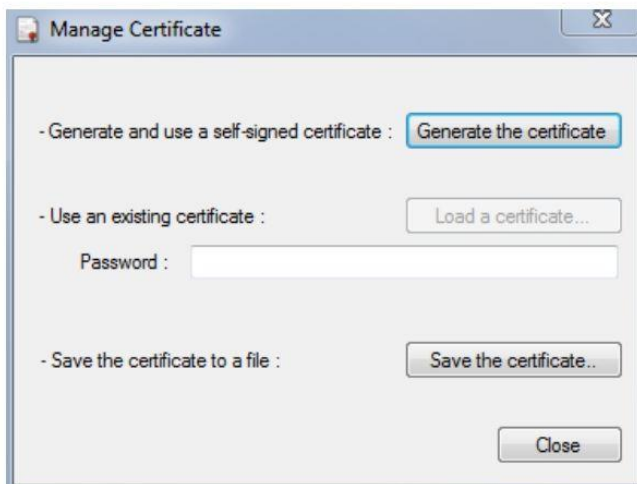 Manage Certificate
- Generate and use a self-signed certificate : Generate the certificate
- Use an existing certificate : Load a certificate...
Password :
- Save the certificate to a file : Save the certificate..
Close